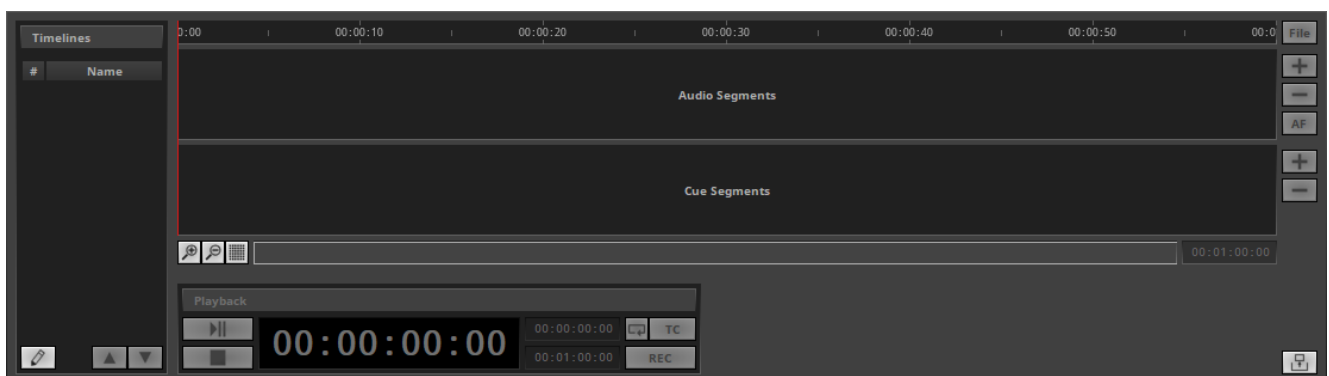 Timelines
# Name
0:00 00:00:10 00:00:20 00:00:30 00:00:40 00:00:50 00:0
File
Audio Segments
AF
Cue Segments
00:01:00:00
Playback
00:00:00:00
00:00:00:00 TC
00:01:00:00 REC